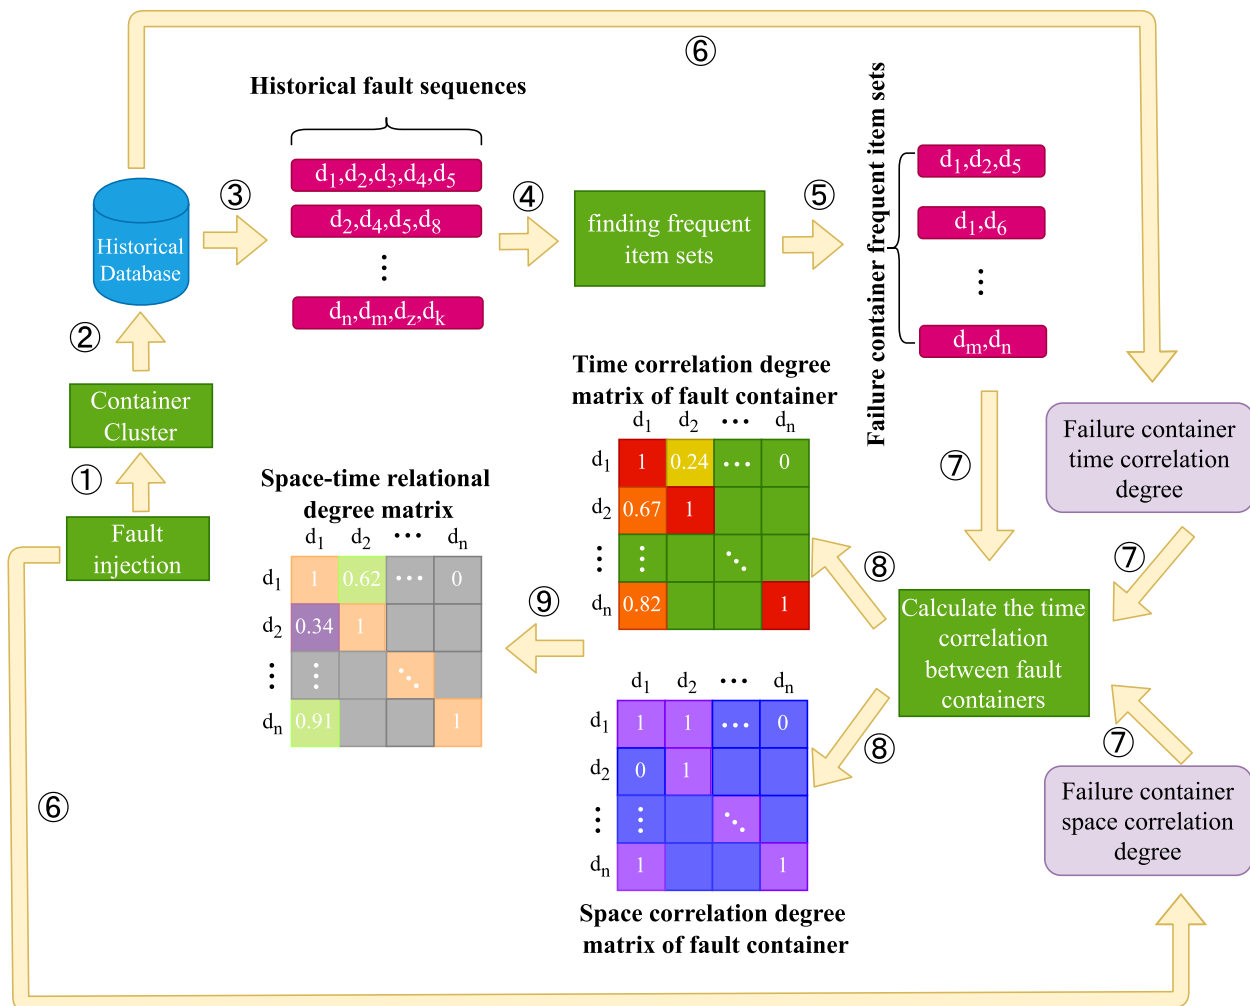 ⑥
Historical fault sequences
d1,d2,d3,d4,d5
d2,d4,d5,d8
⋮
dn,dm,dz,dk
Historical
Database
③
④
finding frequent
item sets
⑤
Failure container frequent item sets
d1,d2,d5
d1,d6
⋮
dm,dn
②
Container
Cluster
①
Fault
injection
Time correlation degree
matrix of fault container
d1 d2 ⋯ dn
d1 1 0.24 ⋯ 0
d2 0.67 1
⋮ ⋮ ⋱
dn 0.82 1
⑦
Failure container
time correlation
degree
⑦
Space-time relational
degree matrix
d1 d2 ⋯ dn
d1 1 0.62 ⋯ 0
d2 0.34 1
⋮ ⋮ ⋱
dn 0.91 1
⑨
⑧
Calculate the time
correlation
between fault
containers
⑧
d1 d2 ⋯ dn
d1 1 1 ⋯ 0
d2 0 1
⋮ ⋮ ⋱
dn 1 1
Space correlation degree
matrix of fault container
⑦
Failure container
space correlation
degree
⑥